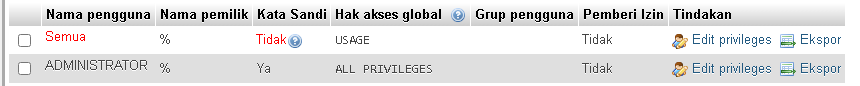 Nama pengguna Nama pemilik Kata Sandi Hak akses global Grup pengguna Pemberi Izin Tindakan
Semua % Tidak USAGE Tidak Edit privileges Ekspor
ADMINISTRATOR % Ya ALL PRIVILEGES Tidak Edit privileges Ekspor